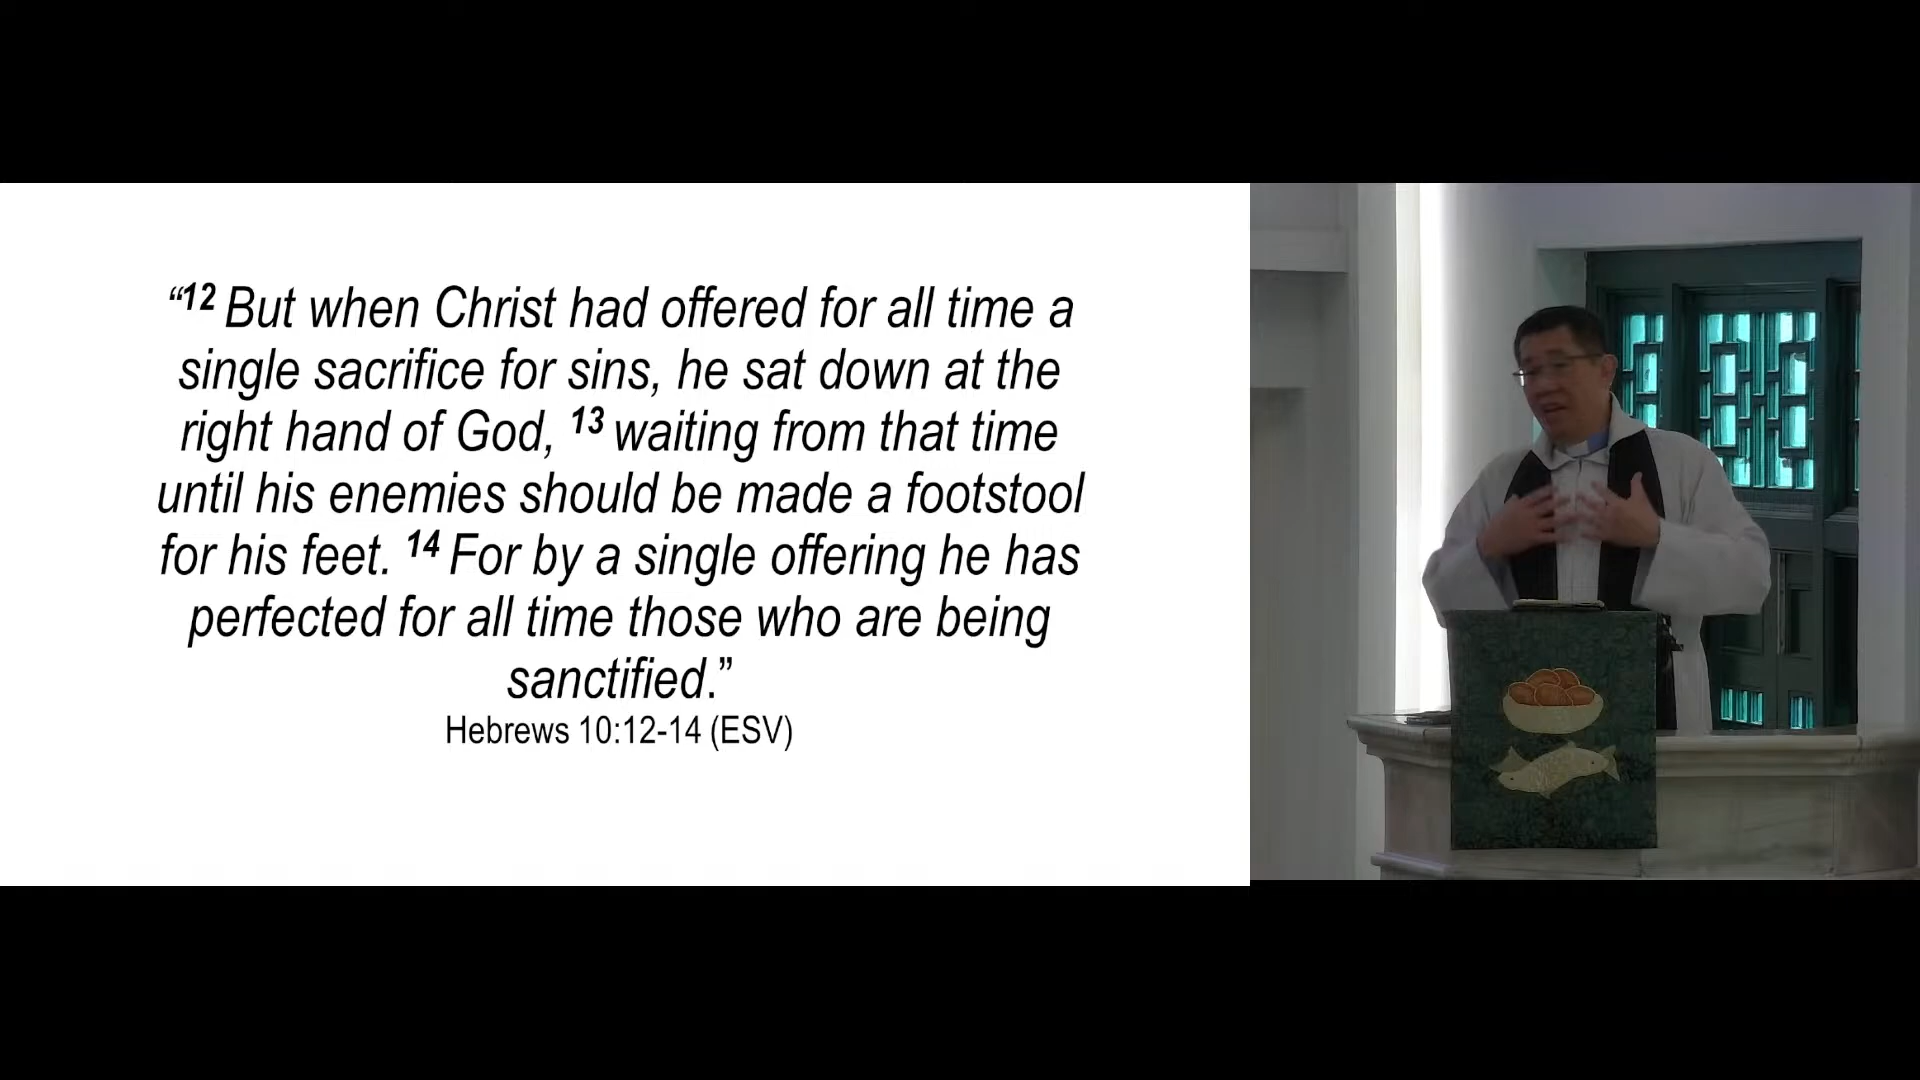 “12 But when Christ had offered for all time a
single sacrifice for sins, he sat down at the
right hand of God, 13 waiting from that time
until his enemies should be made a footstool
for his feet. 14 For by a single offering he has
perfected for all time those who are being
sanctified.”
Hebrews 10:12-14 (ESV)